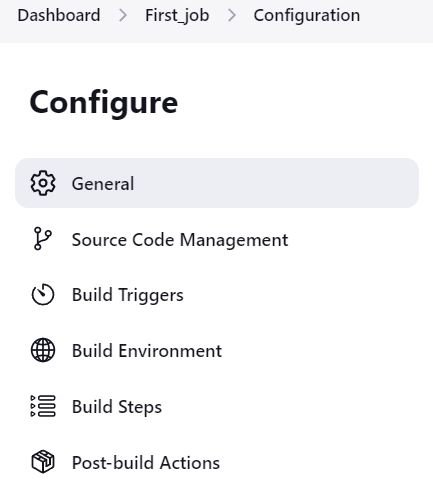 Dashboard > First_job > Configuration
Configure
General
Source Code Management
Build Triggers
Build Environment
Build Steps
Post-build Actions